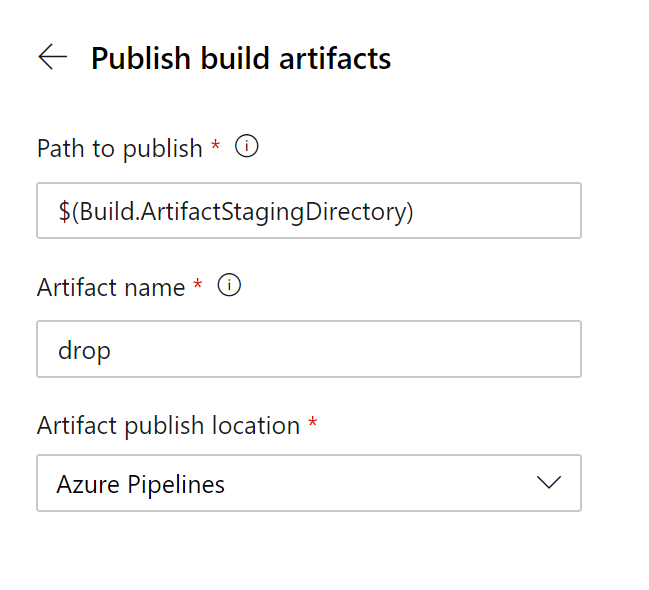 Publish build artifacts
Path to publish *
$(Build.ArtifactStagingDirectory)
Artifact name *
drop
Artifact publish location *
Azure Pipelines